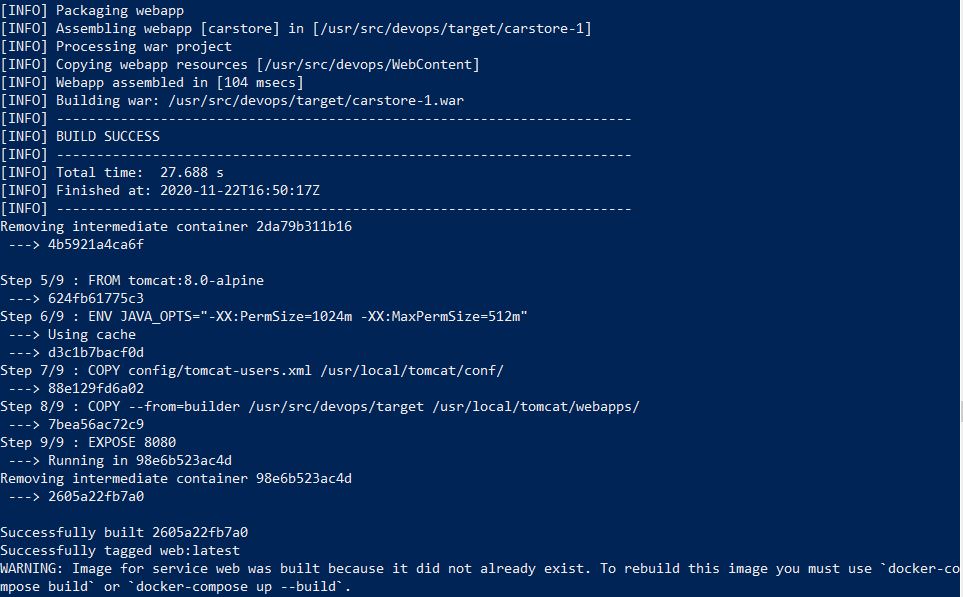 [INFO] Packaging webapp
[INFO] Assembling webapp [carstore] in [/usr/src/devops/target/carstore-1]
[INFO] Processing war project
[INFO] Copying webapp resources [/usr/src/devops/WebContent]
[INFO] Webapp assembled in [104 msecs]
[INFO] Building war: /usr/src/devops/target/carstore-1.war
[INFO] ------------------------------------------------------------------------
[INFO] BUILD SUCCESS
[INFO] ------------------------------------------------------------------------
[INFO] Total time:  27.688 s
[INFO] Finished at: 2020-11-22T16:50:17Z
[INFO] ------------------------------------------------------------------------
Removing intermediate container 2da79b311b16
 ---> 4b5921a4ca6f
Step 5/9 : FROM tomcat:8.0-alpine
 ---> 624fb61775c3
Step 6/9 : ENV JAVA_OPTS="-XX:PermSize=1024m -XX:MaxPermSize=512m"
 ---> Using cache
 ---> d3c1b7bacf0d
Step 7/9 : COPY config/tomcat-users.xml /usr/local/tomcat/conf/
 ---> 88e129fd6a02
Step 8/9 : COPY --from=builder /usr/src/devops/target /usr/local/tomcat/webapps/
 ---> 7bea56ac72c9
Step 9/9 : EXPOSE 8080
 ---> Running in 98e6b523ac4d
Removing intermediate container 98e6b523ac4d
 ---> 2605a22fb7a0
Successfully built 2605a22fb7a0
Successfully tagged web:latest
WARNING: Image for service web was built because it did not already exist. To rebuild this image you must use `docker-co
mpose build` or `docker-compose up --build`.